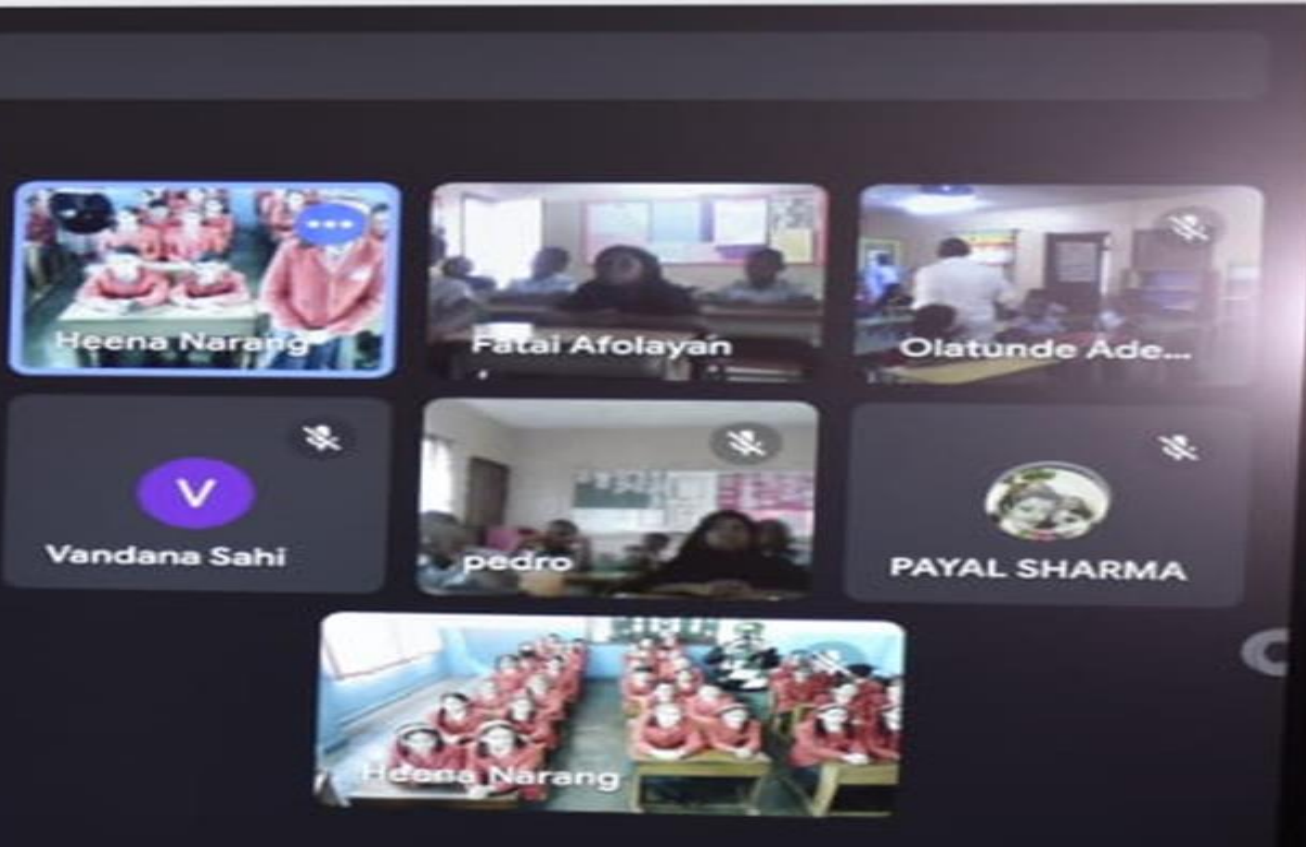 Heena Narang
Fatai Afolayan
Olatunde Ade...
V
Vandana Sahi
pedro
PAYAL SHARMA
Heena Narang